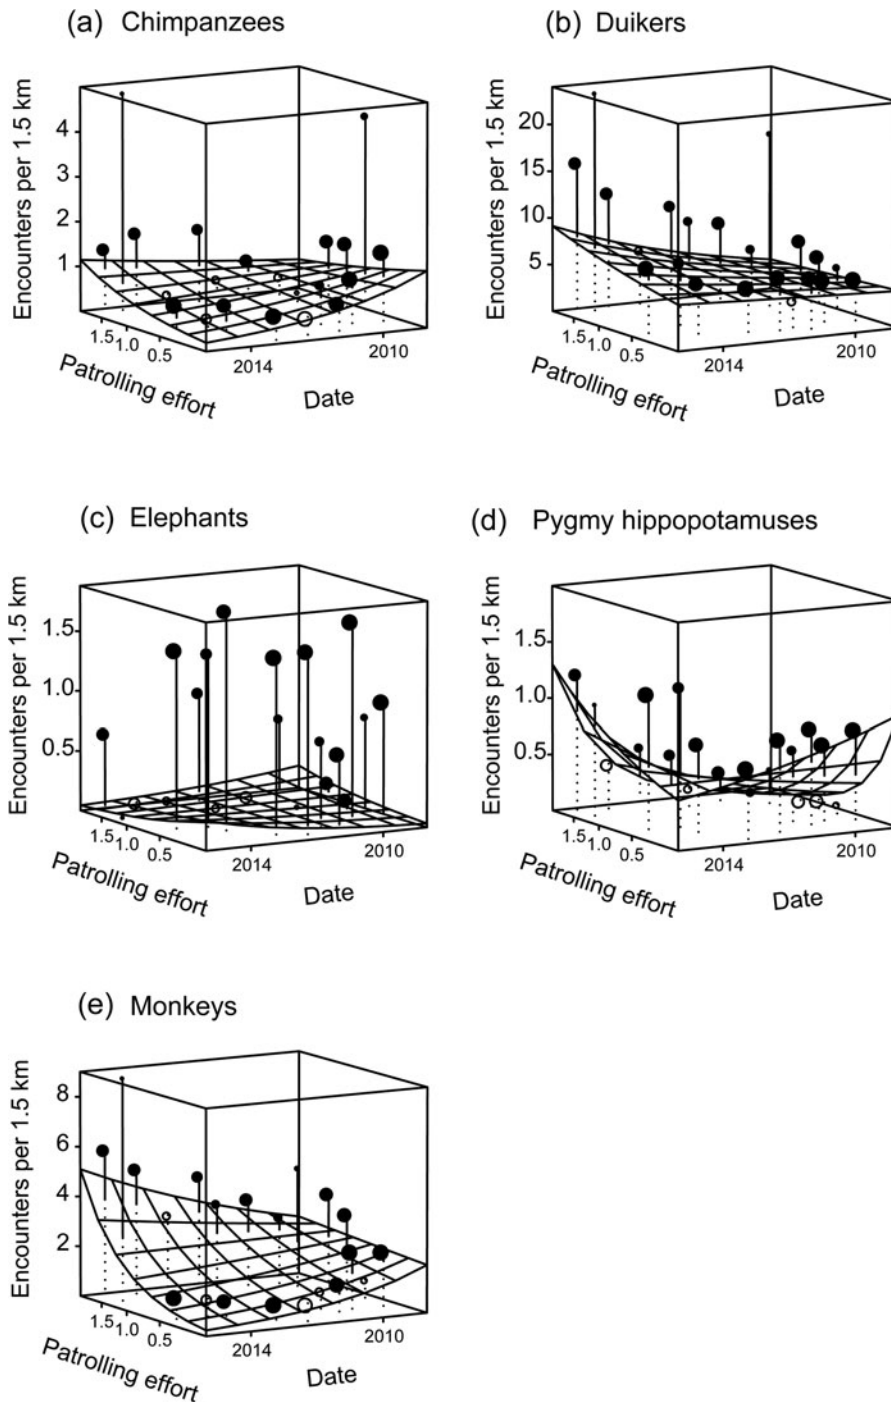 (a) Chimpanzees
(b) Duikers
Encounters per 1.5 km
4
3
2
1
1.5
1.0
0.5
Patrolling effort
2014
2010
Date
Encounters per 1.5 km
20
15
10
5
1.5
1.0
0.5
Patrolling effort
2014
2010
Date
(c) Elephants
(d) Pygmy hippopotamuses
Encounters per 1.5 km
1.5
1.0
0.5
1.5
1.0
0.5
Patrolling effort
2014
2010
Date
Encounters per 1.5 km
1.5
1.0
0.5
1.5
1.0
0.5
Patrolling effort
2014
2010
Date
(e) Monkeys
Encounters per 1.5 km
8
6
4
2
1.5
1.0
0.5
Patrolling effort
2014
2010
Date